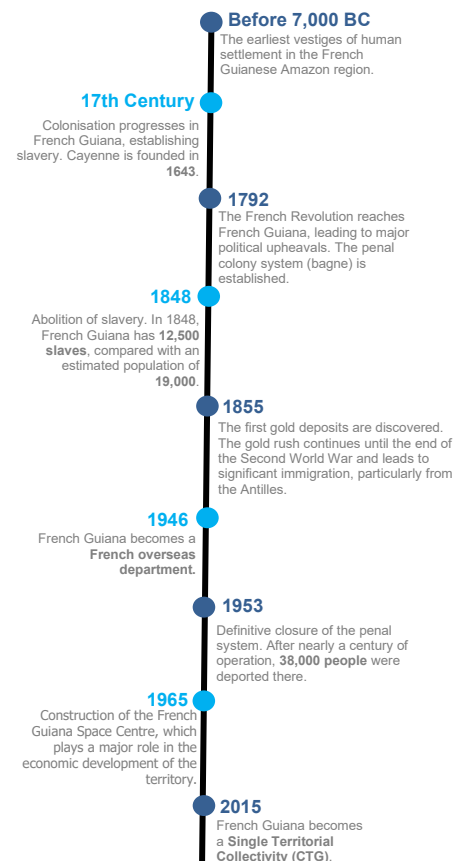 Before 7,000 BC
The earliest vestiges of human
settlement in the French
Guianese Amazon region.
17th Century
Colonisation progresses in
French Guiana, establishing
slavery. Cayenne is founded in
1643.
1792
The French Revolution reaches
French Guiana, leading to major
political upheavals. The penal
colony system (bagne) is
established.
1848
Abolition of slavery. In 1848,
French Guiana has 12,500
slaves, compared with an
estimated population of
19,000.
1855
The first gold deposits are discovered.
The gold rush continues until the end of
the Second World War and leads to
significant immigration, particularly from
the Antilles.
1946
French Guiana becomes a
French overseas
department.
1953
Definitive closure of the penal
system. After nearly a century of
operation, 38,000 people were
deported there.
1965
Construction of the French
Guiana Space Centre, which
plays a major role in the
economic development of the
territory.
2015
French Guiana becomes
a Single Territorial
Collectivity (CTG).